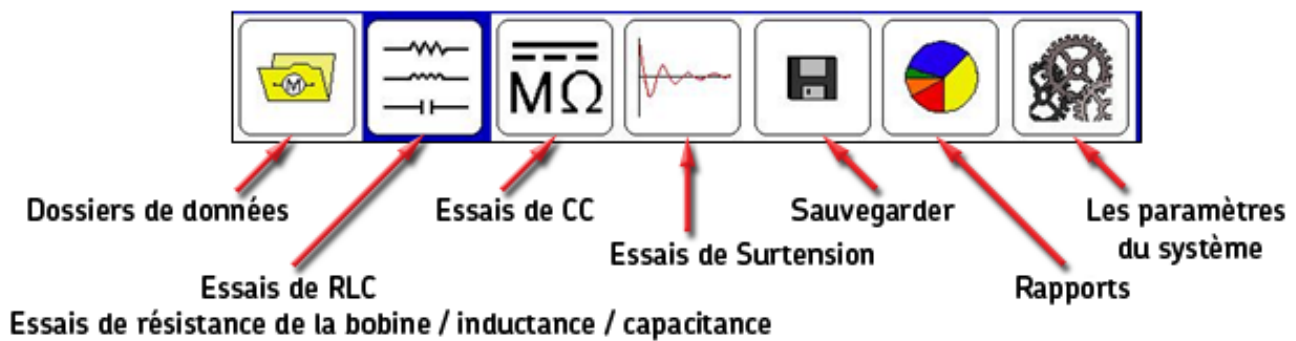 M
MΩ
Dossiers de données
Essais de CC
Sauvegarder
Les paramètres
du système
Essais de Surtension
Essais de RLC
Rapports
Essais de résistance de la bobine / inductance / capacitance